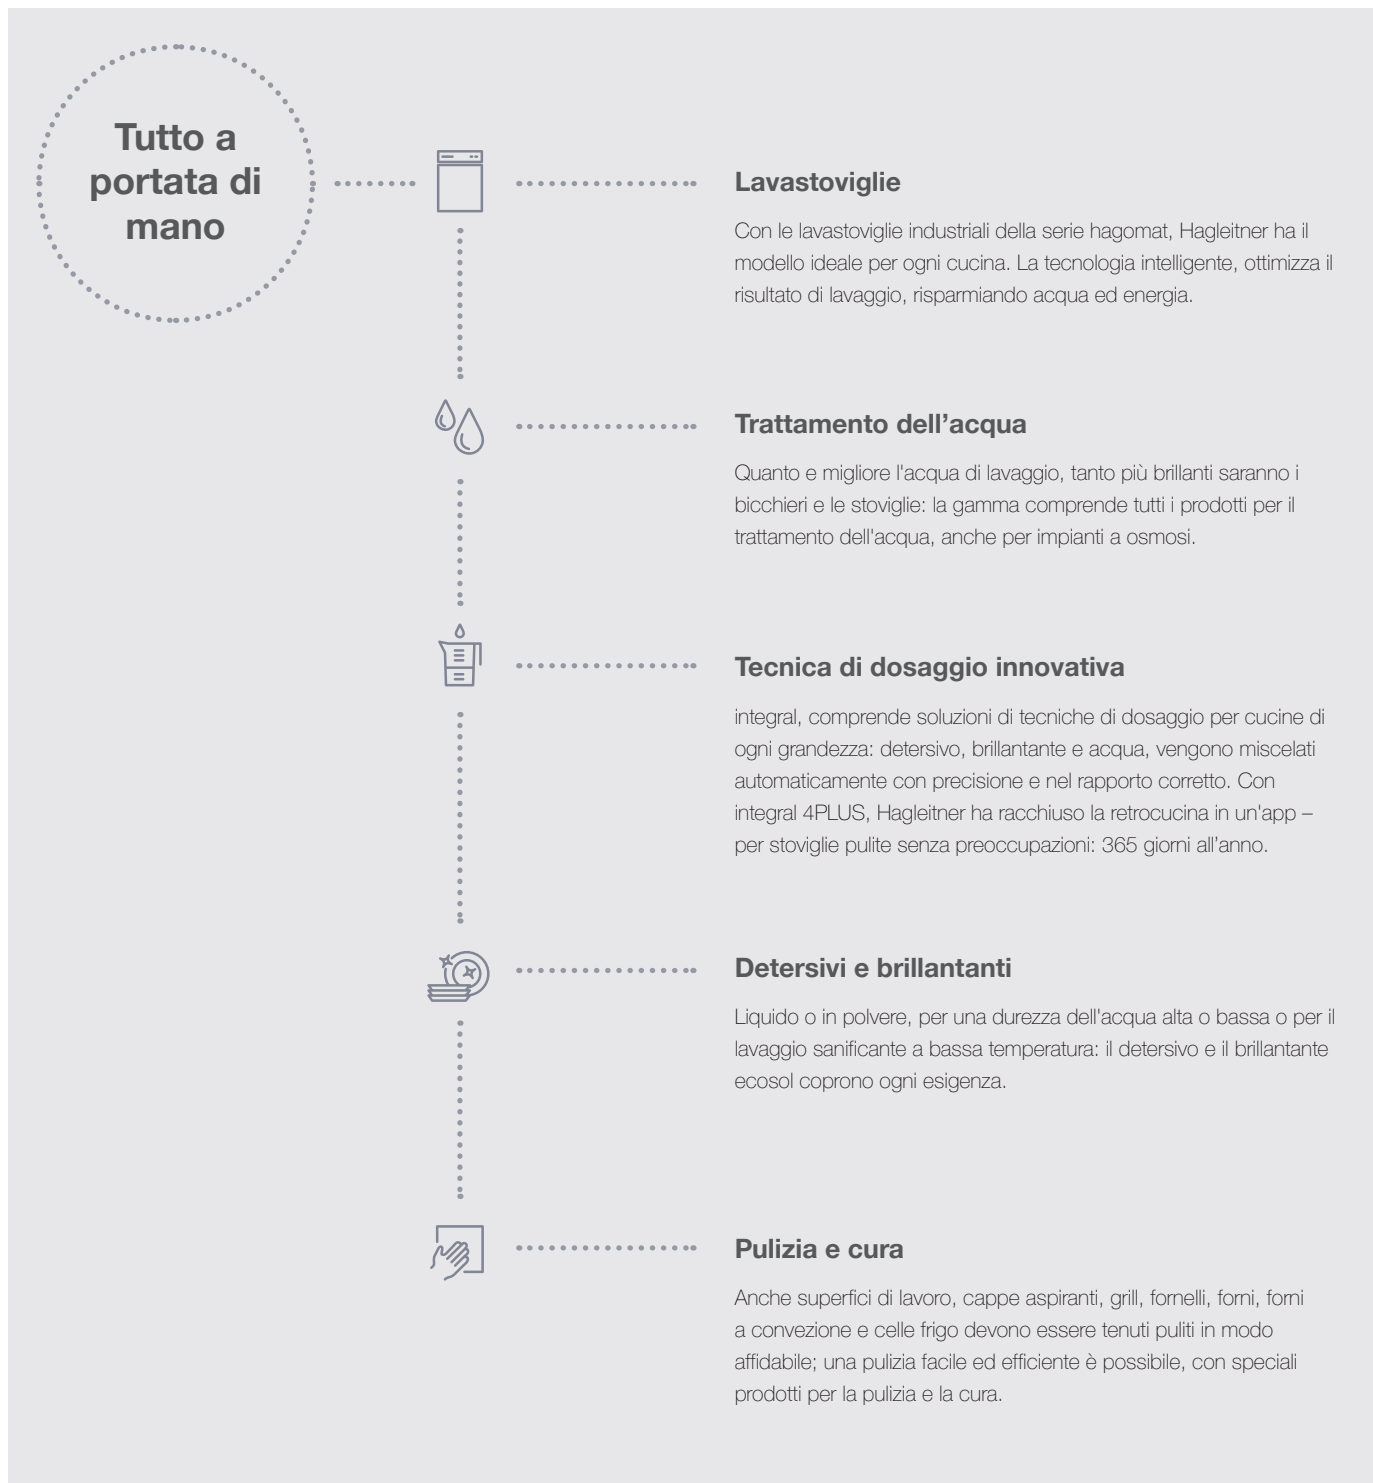 Tutto a
portata di
mano
Lavastoviglie
Con le lavastoviglie industriali della serie hagomat, Hagleitner ha il
modello ideale per ogni cucina. La tecnologia intelligente, ottimizza il
risultato di lavaggio, risparmiando acqua ed energia.
Trattamento dell’acqua
Quanto e migliore l'acqua di lavaggio, tanto più brillanti saranno i
bicchieri e le stoviglie: la gamma comprende tutti i prodotti per il
trattamento dell'acqua, anche per impianti a osmosi.
Tecnica di dosaggio innovativa
integral, comprende soluzioni di tecniche di dosaggio per cucine di
ogni grandezza: detersivo, brillantante e acqua, vengono miscelati
automaticamente con precisione e nel rapporto corretto. Con
integral 4PLUS, Hagleitner ha racchiuso la retrocucina in un'app –
per stoviglie pulite senza preoccupazioni: 365 giorni all’anno.
Detersivi e brillantanti
Liquido o in polvere, per una durezza dell'acqua alta o bassa o per il
lavaggio sanificante a bassa temperatura: il detersivo e il brillantante
ecosol coprono ogni esigenza.
Pulizia e cura
Anche superfici di lavoro, cappe aspiranti, grill, fornelli, forni, forni
a convezione e celle frigo devono essere tenuti puliti in modo
affidabile; una pulizia facile ed efficiente è possibile, con speciali
prodotti per la pulizia e la cura.